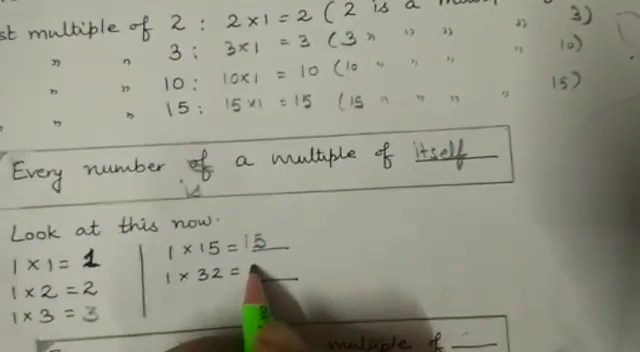 st multiple of 2 : 2 x 1 = 2 ( 2 is a
" " 3 : 3 x 1 = 3 ( 3 " " " " 3)
" " 10 : 10 x 1 = 10 ( 10 " " " " 10)
" " 15 : 15 x 1 = 15 ( 15 " " " " 15)
Every number is a multiple of itself
Look at this now.
1 x 1 = 1
1 x 2 = 2
1 x 3 = 3
1 x 15 = 15
1 x 32 =
multiple of